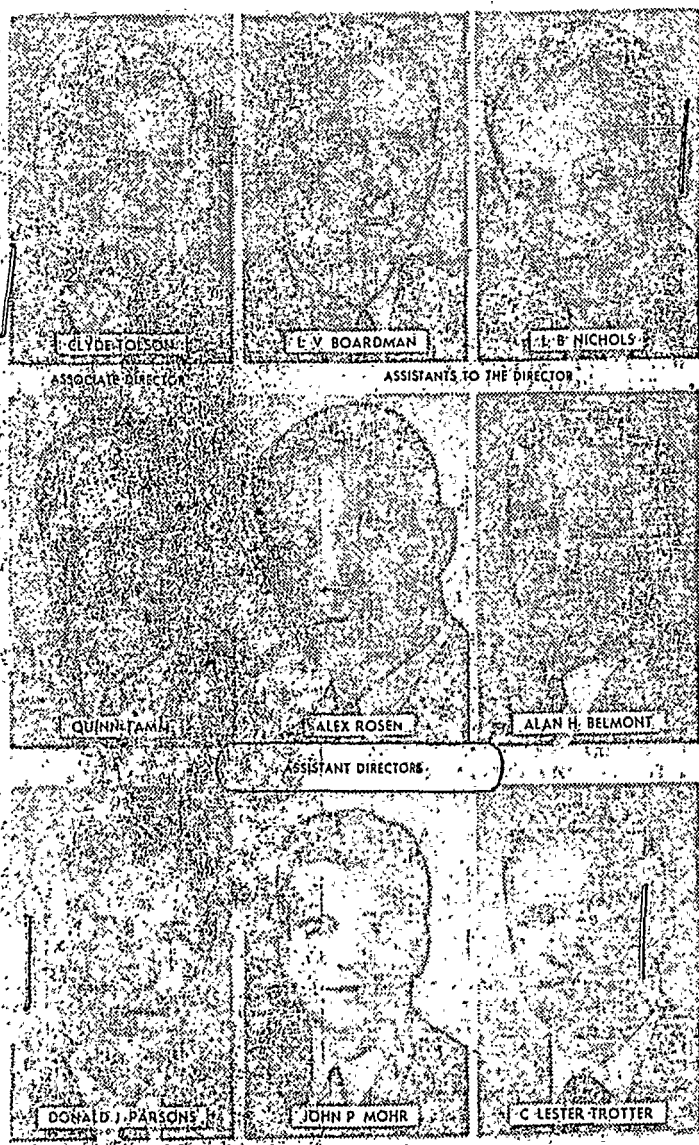 CLYDE TOLSON
L. V. BOARDMAN
L. B. NICHOLS
ASSOCIATE DIRECTOR
ASSISTANTS TO THE DIRECTOR
QUINN TAMM
ALEX ROSEN
ALAN H. BELMONT
ASSISTANT DIRECTORS
DONALD J. PARSONS
JOHN P. MOHR
C. LESTER TROTTER